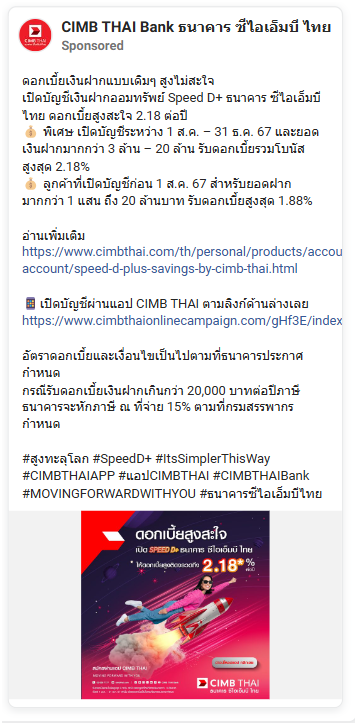 CIMB THAI Bank ธนาคาร ซีไอเอ็มบี ไทย
Sponsored
ดอกเบี้ยเงินฝากแบบเดิมๆ สูงไม่สะใจ
เปิดบัญชีเงินฝากออมทรัพย์ Speed D+ ธนาคาร ซีไอเอ็มบี
ไทย ดอกเบี้ยสูงสะใจ 2.18 ต่อปี
💰 พิเศษ เปิดบัญชีระหว่าง 1 ส.ค. – 31 ธ.ค. 67 และยอด
เงินฝากมากกว่า 3 ล้าน – 20 ล้าน รับดอกเบี้ยรวมโบนัส
สูงสุด 2.18%
💰 ลูกค้าที่เปิดบัญชีก่อน 1 ส.ค. 67 สำหรับยอดฝาก
มากกว่า 1 แสน ถึง 20 ล้านบาท รับดอกเบี้ยสูงสุด 1.88%
อ่านเพิ่มเติม
https://www.cimbthai.com/th/personal/products/accou
account/speed-d-plus-savings-by-cimb-thai.html
📱 เปิดบัญชีผ่านแอป CIMB THAI ตามลิงก์ด้านล่างเลย
https://www.cimbthaionlinecampaign.com/gHf3E/index
อัตราดอกเบี้ยและเงื่อนไขเป็นไปตามที่ธนาคารประกาศ
กำหนด
กรณีรับดอกเบี้ยเงินฝากเกินกว่า 20,000 บาทต่อปีภาษี
ธนาคารจะหักภาษี ณ ที่จ่าย 15% ตามที่กรมสรรพากร
กำหนด
#สูงทะลุโลก #SpeedD+ #ItsSimplerThisWay
#CIMBTHAIAPP #แอปCIMBTHAI #CIMBTHAIBank
#MOVINGFORWARDWITHYOU #ธนาคารซีไอเอ็มบีไทย
ดอกเบี้ยสูงสะใจ
เปิด SPEED D+ ธนาคาร ซีไอเอ็มบี ไทย
2.18% ต่อปี
CIMB THAI
CIMB THAI
ธนาคาร ซีไอเอ็มบี ไทย